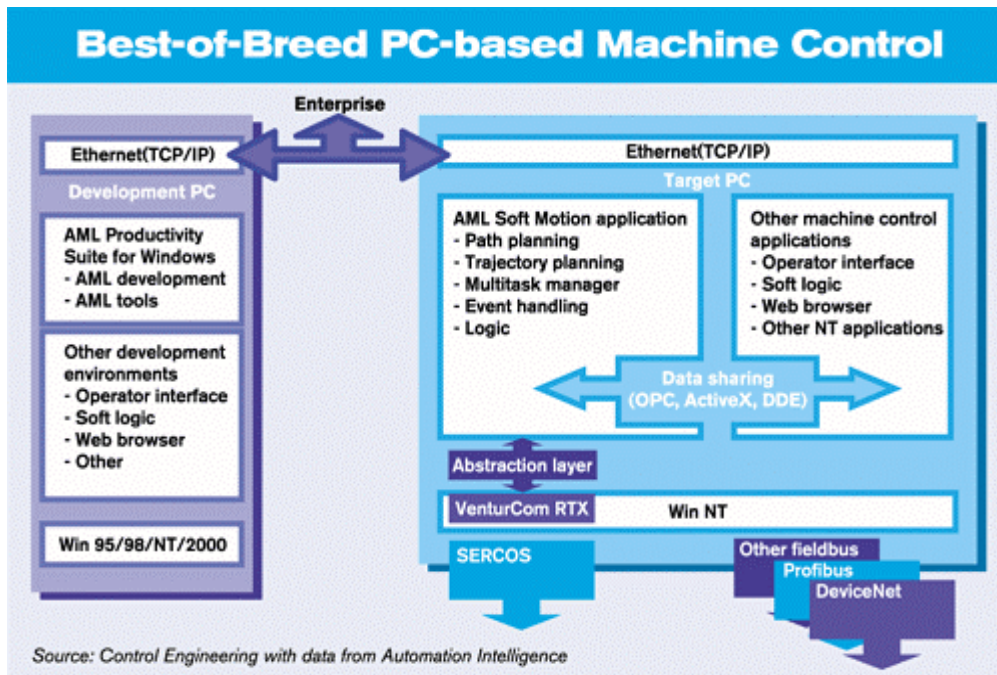 Best-of-Breed PC-based Machine Control
Enterprise
Ethernet(TCP/IP)
Development PC
AML Productivity
Suite for Windows
- AML development
- AML tools
Other development
environments
- Operator interface
- Soft logic
- Web browser
- Other
Win 95/98/NT/2000
Ethernet(TCP/IP)
Target PC
AML Soft Motion application
- Path planning
- Trajectory planning
- Multitask manager
- Event handling
- Logic
Other machine control
applications
- Operator interface
- Soft logic
- Web browser
- Other NT applications
Data sharing
(OPC, ActiveX, DDE)
Abstraction layer
VenturCom RTX
Win NT
SERCOS
Other fieldbus
Profibus
DeviceNet
Source: Control Engineering with data from Automation Intelligence